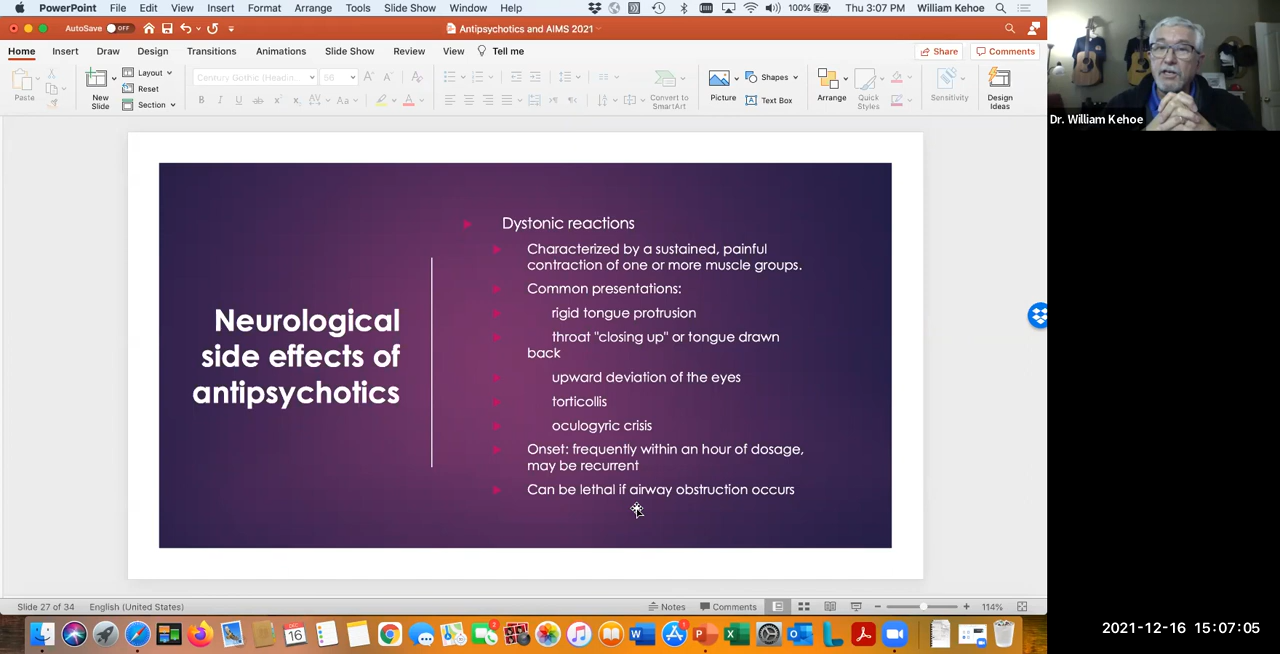 PowerPoint File Edit View Insert Format Arrange Tools Slide Show Window Help 100% Thu 3:07 PM William Kehoe
AutoSave OFF Antipsychotics and AIMS 2021
Home Insert Draw Design Transitions Animations Slide Show Review View Tell me Share Comments
Paste New Slide Layout Reset Section Century Gothic (Headin... 56 Convert to SmartArt Picture Shapes Text Box Arrange Quick Styles Sensitivity Design Ideas
Dr. William Kehoe
Neurological
side effects of
antipsychotics
Dystonic reactions
Characterized by a sustained, painful
contraction of one or more muscle groups.
Common presentations:
rigid tongue protrusion
throat "closing up" or tongue drawn
back
upward deviation of the eyes
torticollis
oculogyric crisis
Onset: frequently within an hour of dosage,
may be recurrent
Can be lethal if airway obstruction occurs
Slide 27 of 34 English (United States) Notes Comments 114%
16
2021-12-16 15:07:05